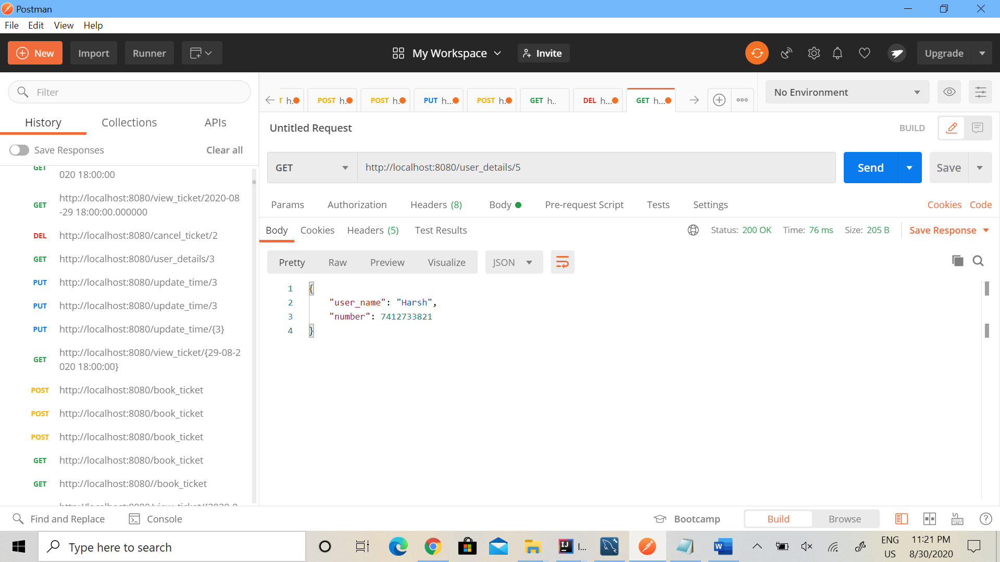 Postman
File Edit View Help
New Import Runner My Workspace Invite Upgrade
Filter
History Collections APIs
Save Responses Clear all
GET 020 18:00:00
GET http://localhost:8080/view_ticket/2020-08
-29 18:00:00.000000
DEL http://localhost:8080/cancel_ticket/2
GET http://localhost:8080/user_details/3
PUT http://localhost:8080/update_time/3
PUT http://localhost:8080/update_time/3
PUT http://localhost:8080/update_time/{3}
GET http://localhost:8080/view_ticket/{29-08-2
020 18:00:00}
POST http://localhost:8080/book_ticket
POST http://localhost:8080/book_ticket
POST http://localhost:8080/book_ticket
GET http://localhost:8080/book_ticket
GET http://localhost:8080//book_ticket
T h. POST h. POST h. PUT h... POST h. GET h.. DEL h... GET h...
No Environment
Untitled Request BUILD
GET http://localhost:8080/user_details/5 Send Save
Params Authorization Headers (8) Body Pre-request Script Tests Settings Cookies Code
Body Cookies Headers (5) Test Results Status: 200 OK Time: 76 ms Size: 205 B Save Response
Pretty Raw Preview Visualize JSON
1 {
2 "user_name": "Harsh",
3 "number": 7412733821
4 }
Find and Replace Console Bootcamp Build Browse
Type here to search
I...
ENG
US
11:21 PM
8/30/2020